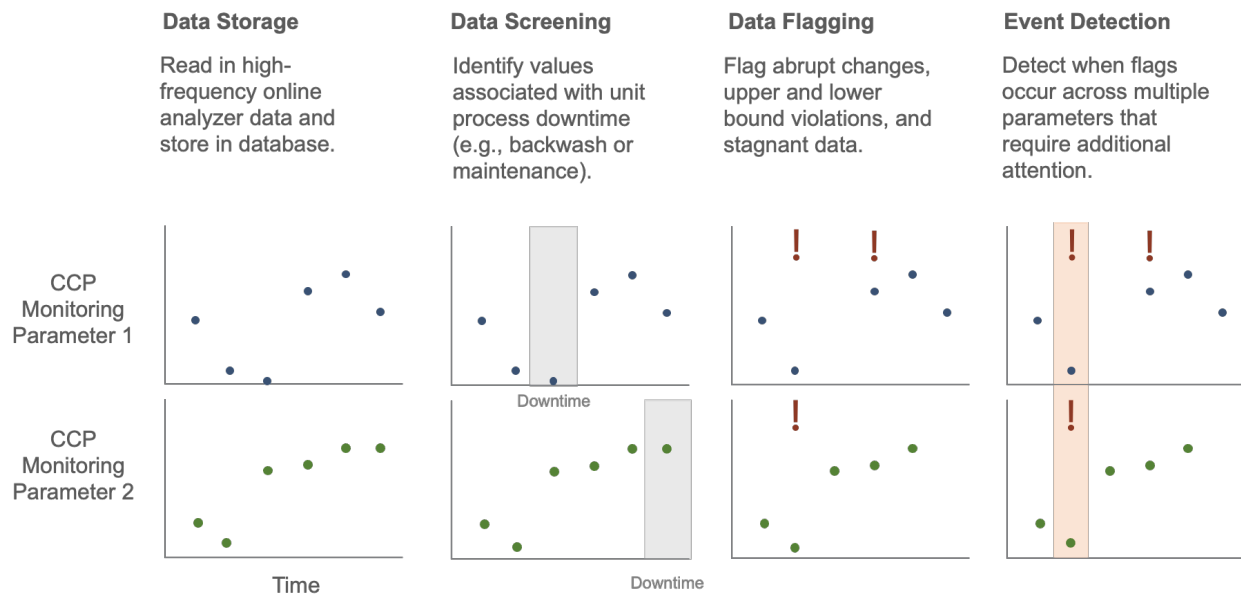 Data Storage
Read in high-
frequency online
analyzer data and
store in database.
Data Screening
Identify values
associated with unit
process downtime
(e.g., backwash or
maintenance).
Data Flagging
Flag abrupt changes,
upper and lower
bound violations, and
stagnant data.
Event Detection
Detect when flags
occur across multiple
parameters that
require additional
attention.
CCP
Monitoring
Parameter 1
!
!
!
!
Downtime
CCP
Monitoring
Parameter 2
!
!
Time
Downtime